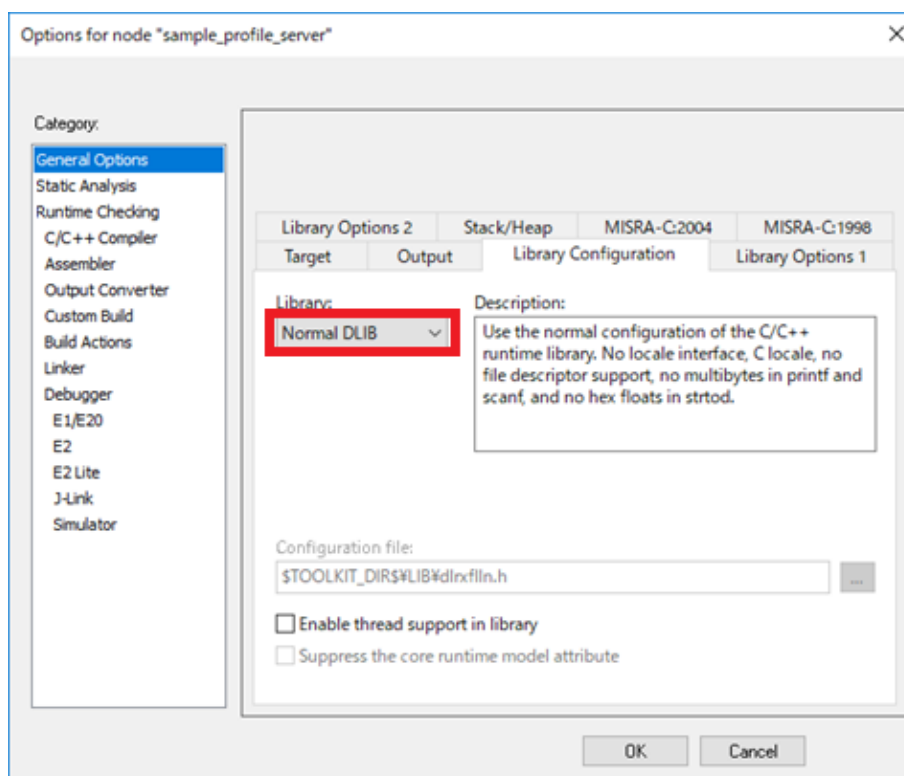 Options for node "sample_profile_server"
Category:
General Options
Static Analysis
Runtime Checking
C/C++ Compiler
Assembler
Output Converter
Custom Build
Build Actions
Linker
Debugger
E1/E20
E2
E2 Lite
J-Link
Simulator
Library Options 2
Stack/Heap
MISRA-C:2004
MISRA-C:1998
Target
Output
Library Configuration
Library Options 1
Library:
Normal DLIB
Description:
Use the normal configuration of the C/C++
runtime library. No locale interface, C locale, no
file descriptor support, no multibytes in printf and
scanf, and no hex floats in strtod.
Configuration file:
$TOOLKIT_DIR$¥LIB¥dlrxflln.h
...
Enable thread support in library
Suppress the core runtime model attribute
OK
Cancel